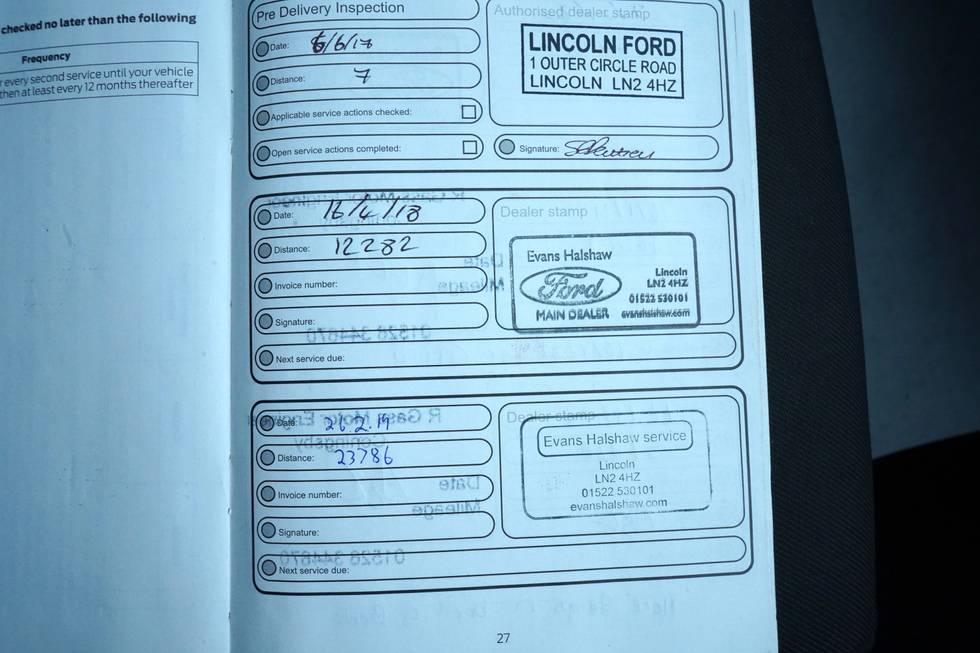 checked no later than the following
Frequency
every second service until your vehicle
then at least every 12 months thereafter
Pre Delivery Inspection
Date: 6/6/17
Distance: 7
Applicable service actions checked:
Open service actions completed:
Authorised dealer stamp
LINCOLN FORD
1 OUTER CIRCLE ROAD
LINCOLN LN2 4HZ
Signature:
Date: 16/4/18
Distance: 12282
Invoice number:
Signature:
Next service due:
Dealer stamp
Evans Halshaw
Ford
MAIN DEALER
Lincoln
LN2 4HZ
01522 530101
evanshalshaw.com
Date: 26.2.19
Distance: 23786
Invoice number:
Signature:
Next service due:
Dealer stamp
Evans Halshaw service
Lincoln
LN2 4HZ
01522 530101
evanshalshaw.com
27